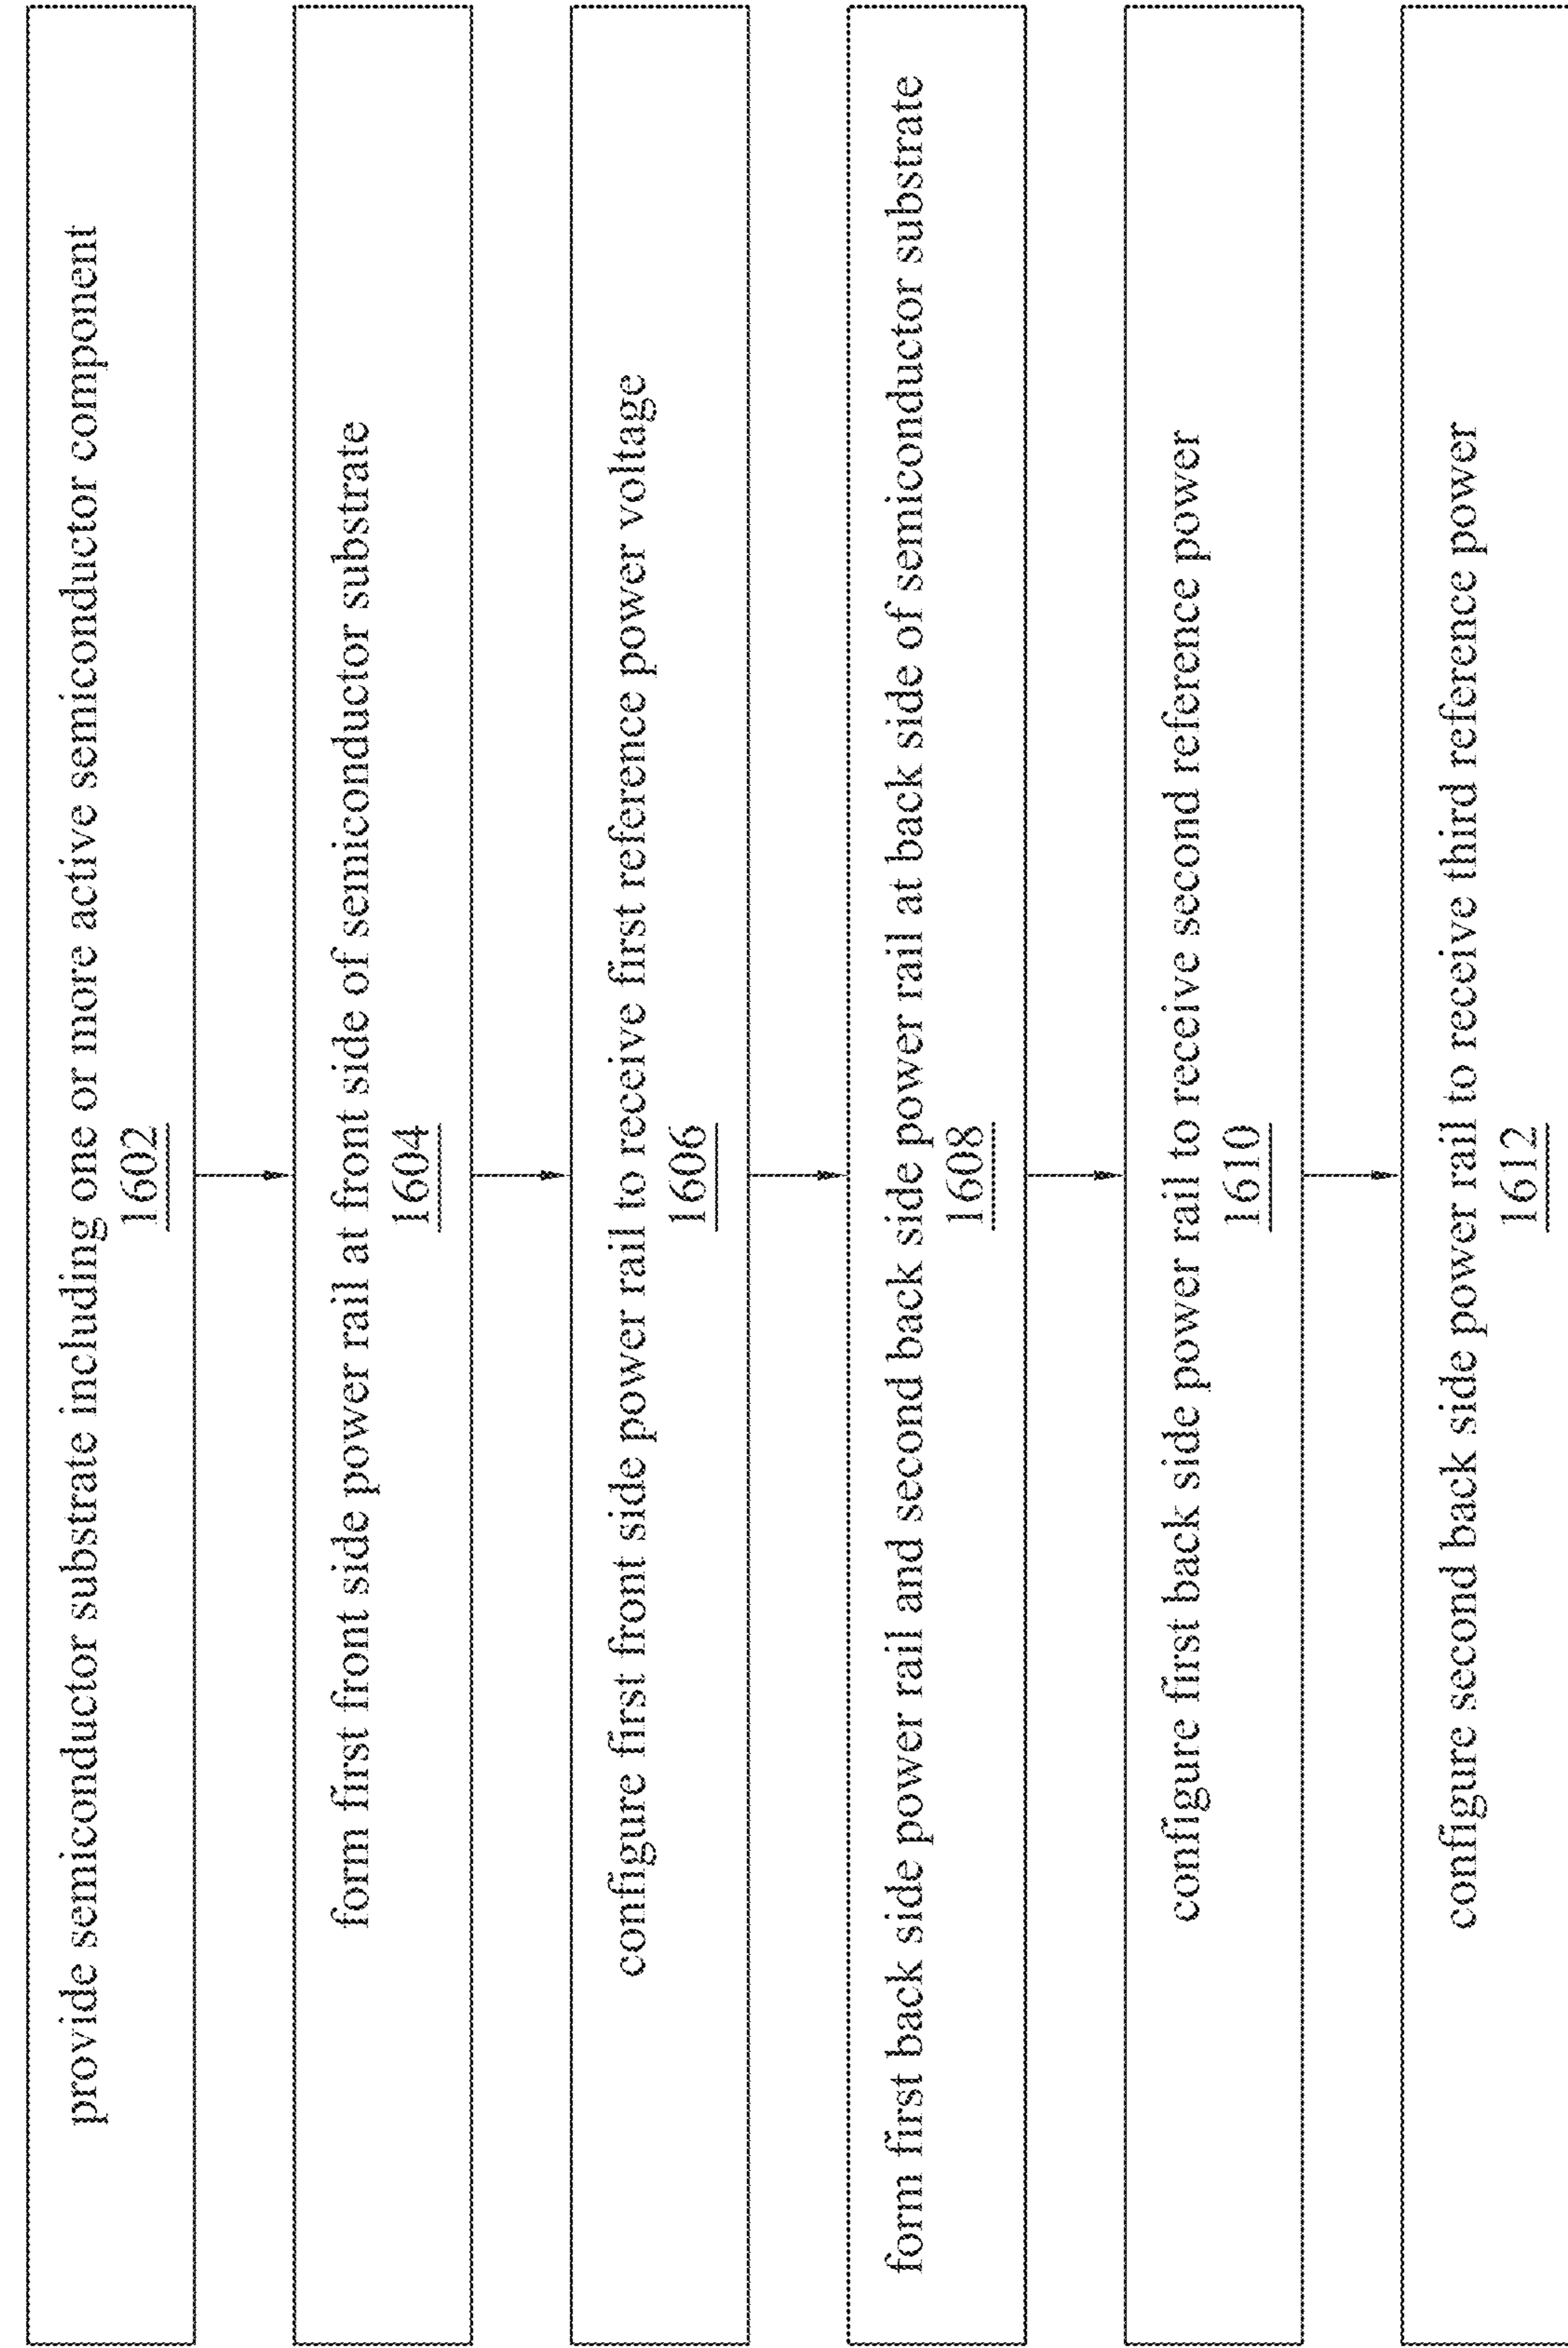 provide semiconductor substrate including one or more active semiconductor component
1602
form first front side power rail at front side of semiconductor substrate
1604
configure first front side power rail to receive first reference power voltage
1606
form first back side power rail and second back side power rail at back side of semiconductor substrate
1608
configure first back side power rail to receive second reference power
1610
configure second back side power rail to receive third reference power
1612